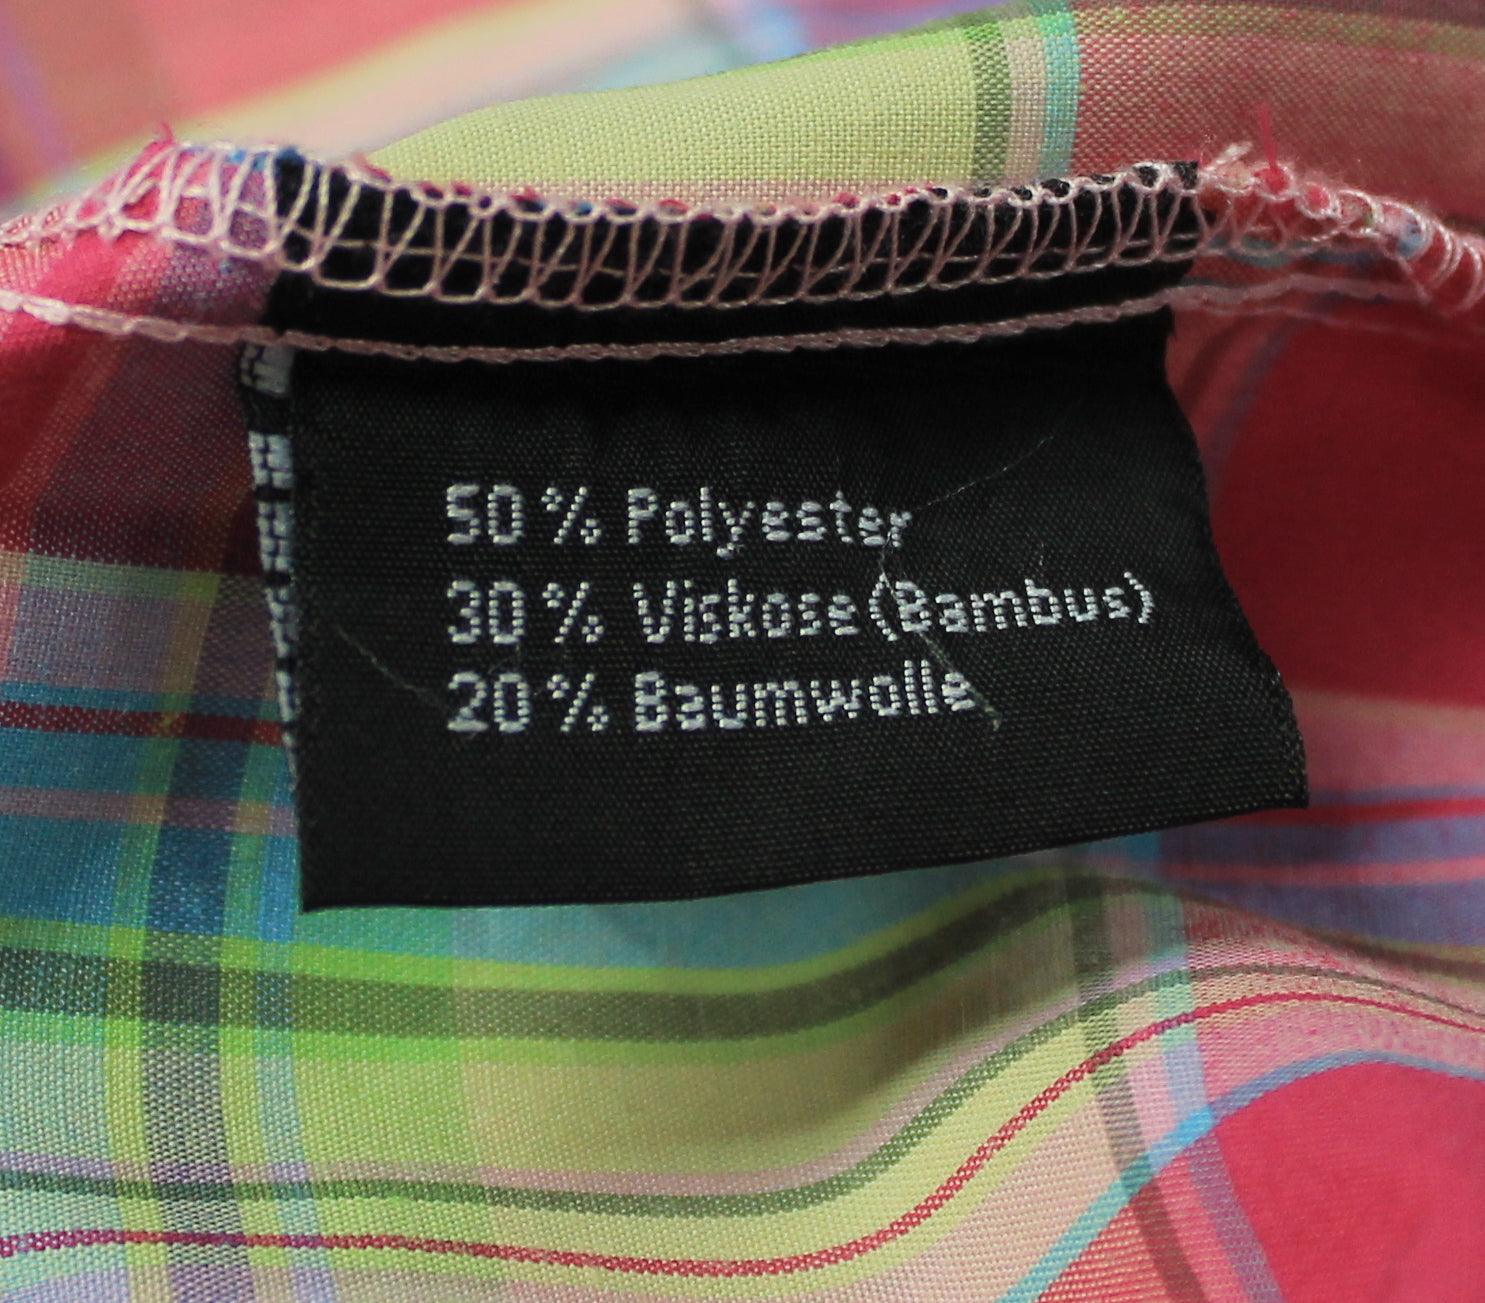 50 % Polyester
30 % Viskose (Bambus)
20 % Baumwolle